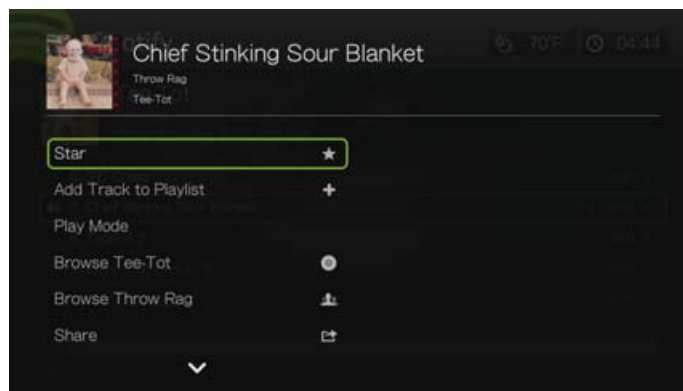 Chief Stinking Sour Blanket
70°F
04:44
Throw Rag
Tee-Tot
Star
Add Track to Playlist
Play Mode
Browse Tee-Tot
Browse Throw Rag
Share